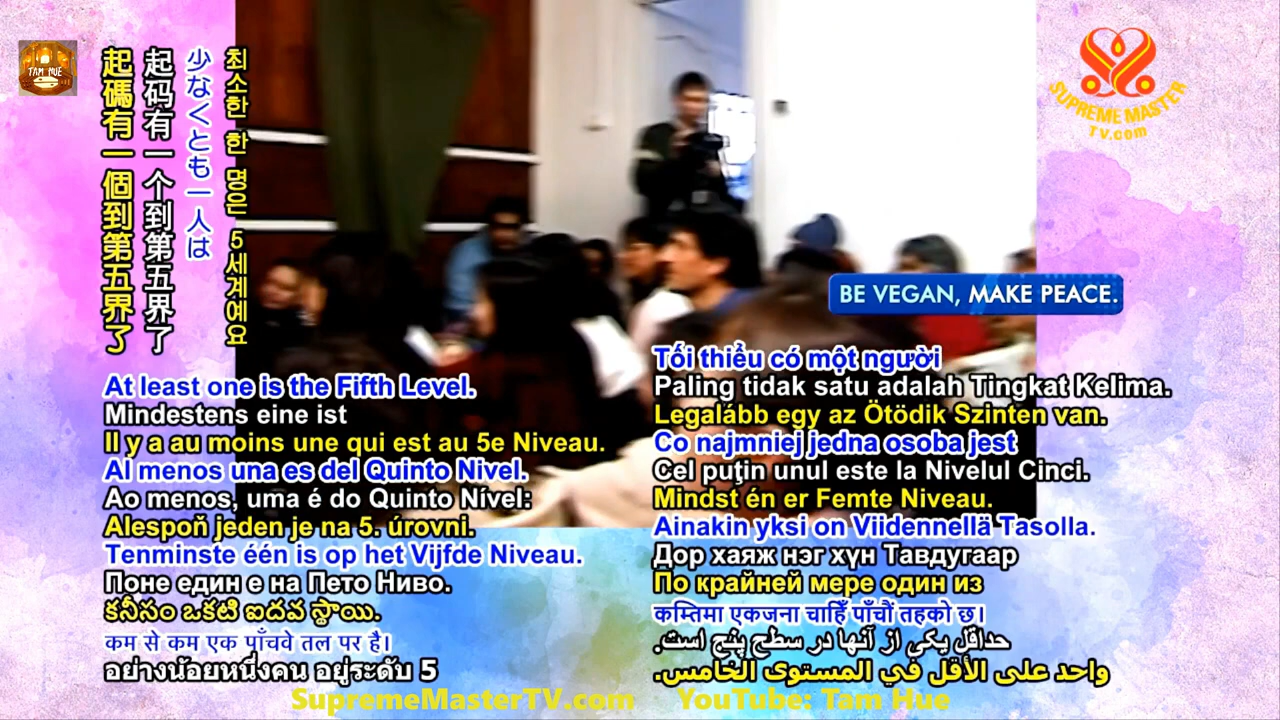 TAM HUE
起碼有一個到第五界了
起码有一个到第五界了
少なくとも一人は
최소한 한 명은 5세계예요
SUPREME MASTER
TV.com
BE VEGAN, MAKE PEACE.
At least one is the Fifth Level.
Mindestens eine ist
Il y a au moins une qui est au 5e Niveau.
Al menos una es del Quinto Nivel.
Ao menos, uma é do Quinto Nível:
Alespoň jeden je na 5. úrovni.
Tenminste één is op het Vijfde Niveau.
Поне един е на Пето Ниво.
కనీసం ఒకటి ఐదవ స్థాయి.
कम से कम एक पाँचवे तल पर है।
อย่างน้อยหนึ่งคน อยู่ระดับ 5
Tối thiểu có một người
Paling tidak satu adalah Tingkat Kelima.
Legalább egy az Ötödik Szinten van.
Co najmniej jedna osoba jest
Cel puţin unul este la Nivelul Cinci.
Mindst én er Femte Niveau.
Ainakin yksi on Viidennellä Tasolla.
Дор хаяж нэг хүн Тавдугаар
По крайней мере один из
कम्तिमा एकजना चाहिँ पाँचौं तहको छ।
حداقل یکی از آنها در سطح پنج است.
واحد على الأقل في المستوى الخامس.
SupremeMasterTV.com
YouTube: Tam Hue